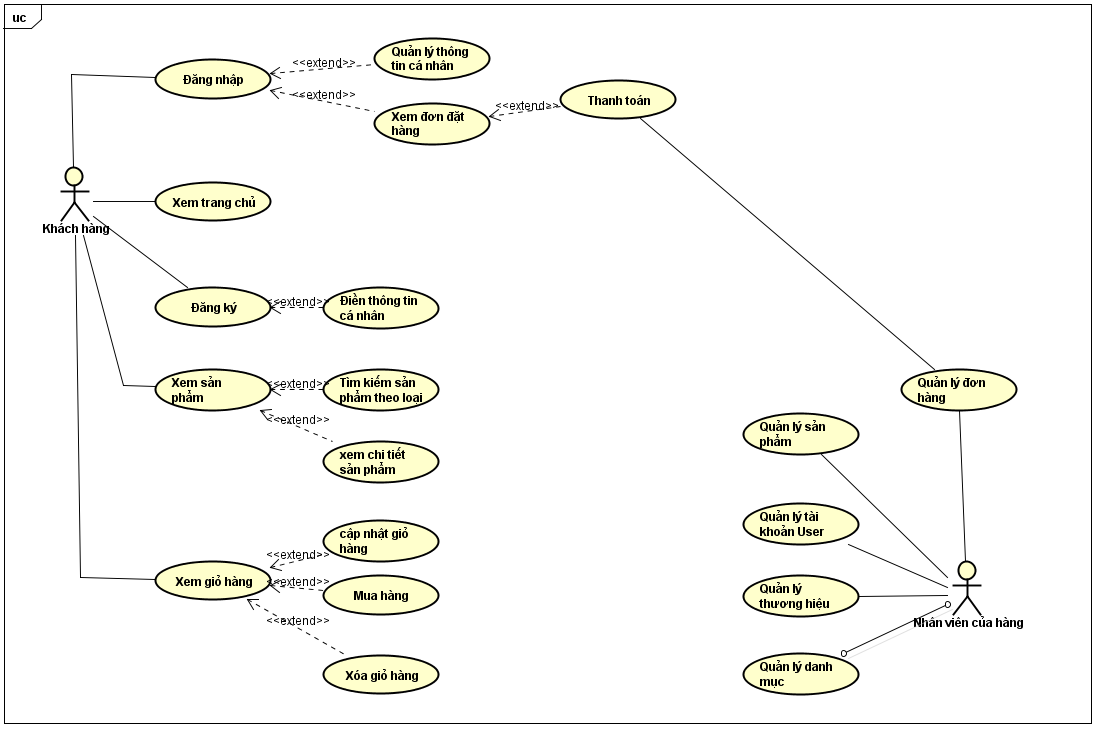 uc
Đăng nhập
<<extend>>
Quản lý thông
tin cá nhân
<<extend>>
Xem đơn đặt
hàng
<<extend>>
Thanh toán
Khách hàng
Xem trang chủ
Đăng ký
<<extend>>
Điền thông tin
cá nhân
Xem sản
phẩm
<<extend>>
Tìm kiếm sản
phẩm theo loại
<<extend>>
xem chi tiết
sản phẩm
Xem giỏ hàng
<<extend>>
cập nhật giỏ
hàng
<<extend>>
Mua hàng
<<extend>>
Xóa giỏ hàng
Quản lý đơn
hàng
Quản lý sản
phẩm
Quản lý tài
khoản User
Quản lý
thương hiệu
Quản lý danh
mục
Nhân viên của hàng